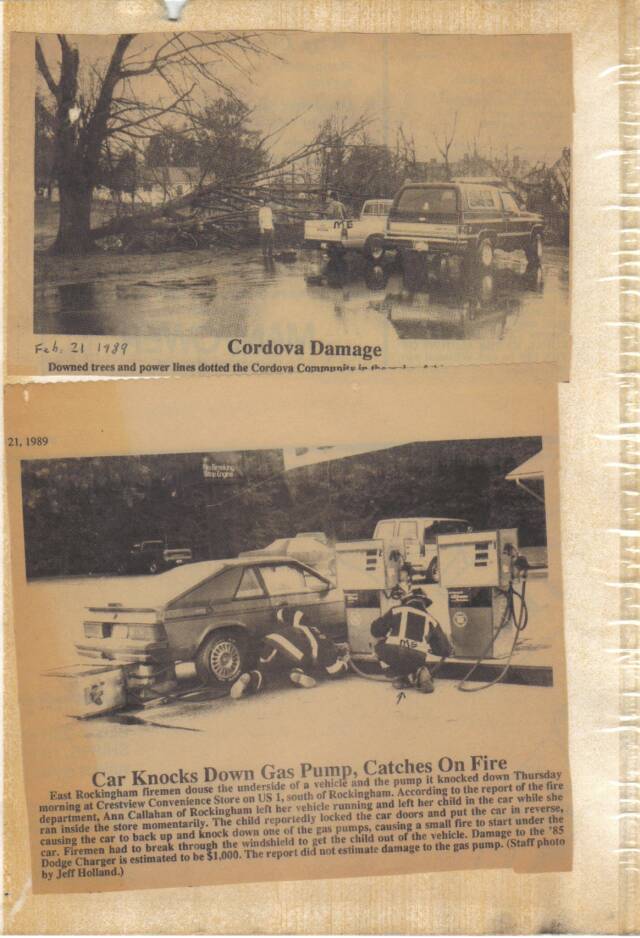 Feb. 21 1989
Cordova Damage
Downed trees and power lines dotted the Cordova Community in the
21, 1989
No Smoking
Stop Engine
Car Knocks Down Gas Pump, Catches On Fire
East Rockingham firemen douse the underside of a vehicle and the pump it knocked down Thursday
morning at Crestview Convenience Store on US 1, south of Rockingham. According to the report of the fire
department, Ann Callahan of Rockingham left her vehicle running and left her child in the car while she
ran inside the store momentarily. The child reportedly locked the car doors and put the car in reverse,
causing the car to back up and knock down one of the gas pumps, causing a small fire to start under the
car. Firemen had to break through the windshield to get the child out of the vehicle. Damage to the '85
Dodge Charger is estimated to be $1,000. The report did not estimate damage to the gas pump. (Staff photo
by Jeff Holland.)